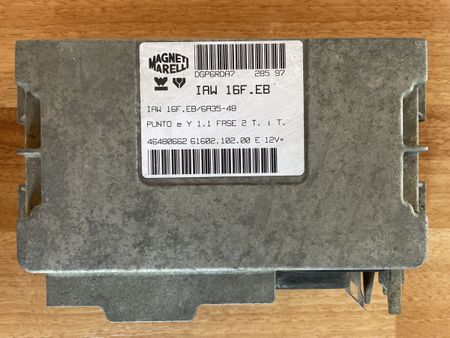 MAGNETI
MARELLI
DGP6RDA7 285 97
IAW 16F.EB
IAW 16F.EB/6A35-48
PUNTO e Y 1.1 FASE 2 T. i T.
46480662 61602.102.00 E 12V=